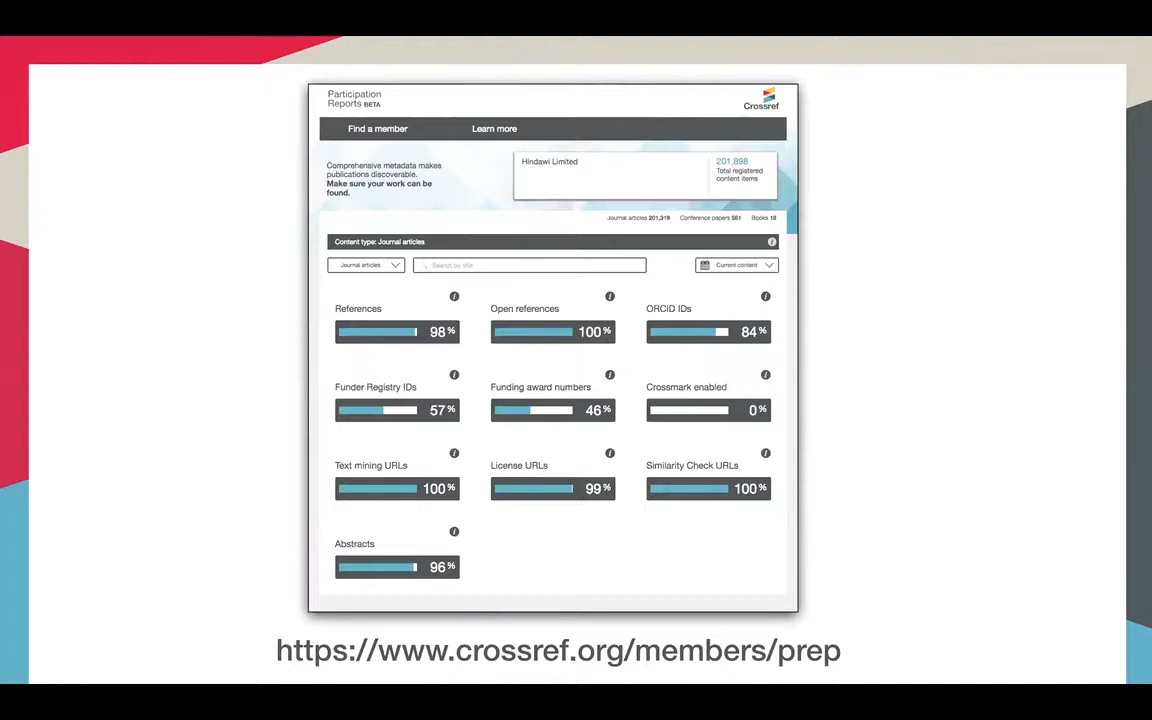 Participation
Reports BETA
Crossref
Find a member
Learn more
Comprehensive metadata makes
publications discoverable.
Make sure your work can be
found.
Hindawi Limited
201,898
Total registered
content items
Journal articles 201,319 Conference papers 561 Books 18
Content type: Journal articles
Journal articles
Search by title
Current content
References
98%
Open references
100%
ORCID IDs
84%
Funder Registry IDs
57%
Funding award numbers
46%
Crossmark enabled
0%
Text mining URLs
100%
License URLs
99%
Similarity Check URLs
100%
Abstracts
96%
https://www.crossref.org/members/prep